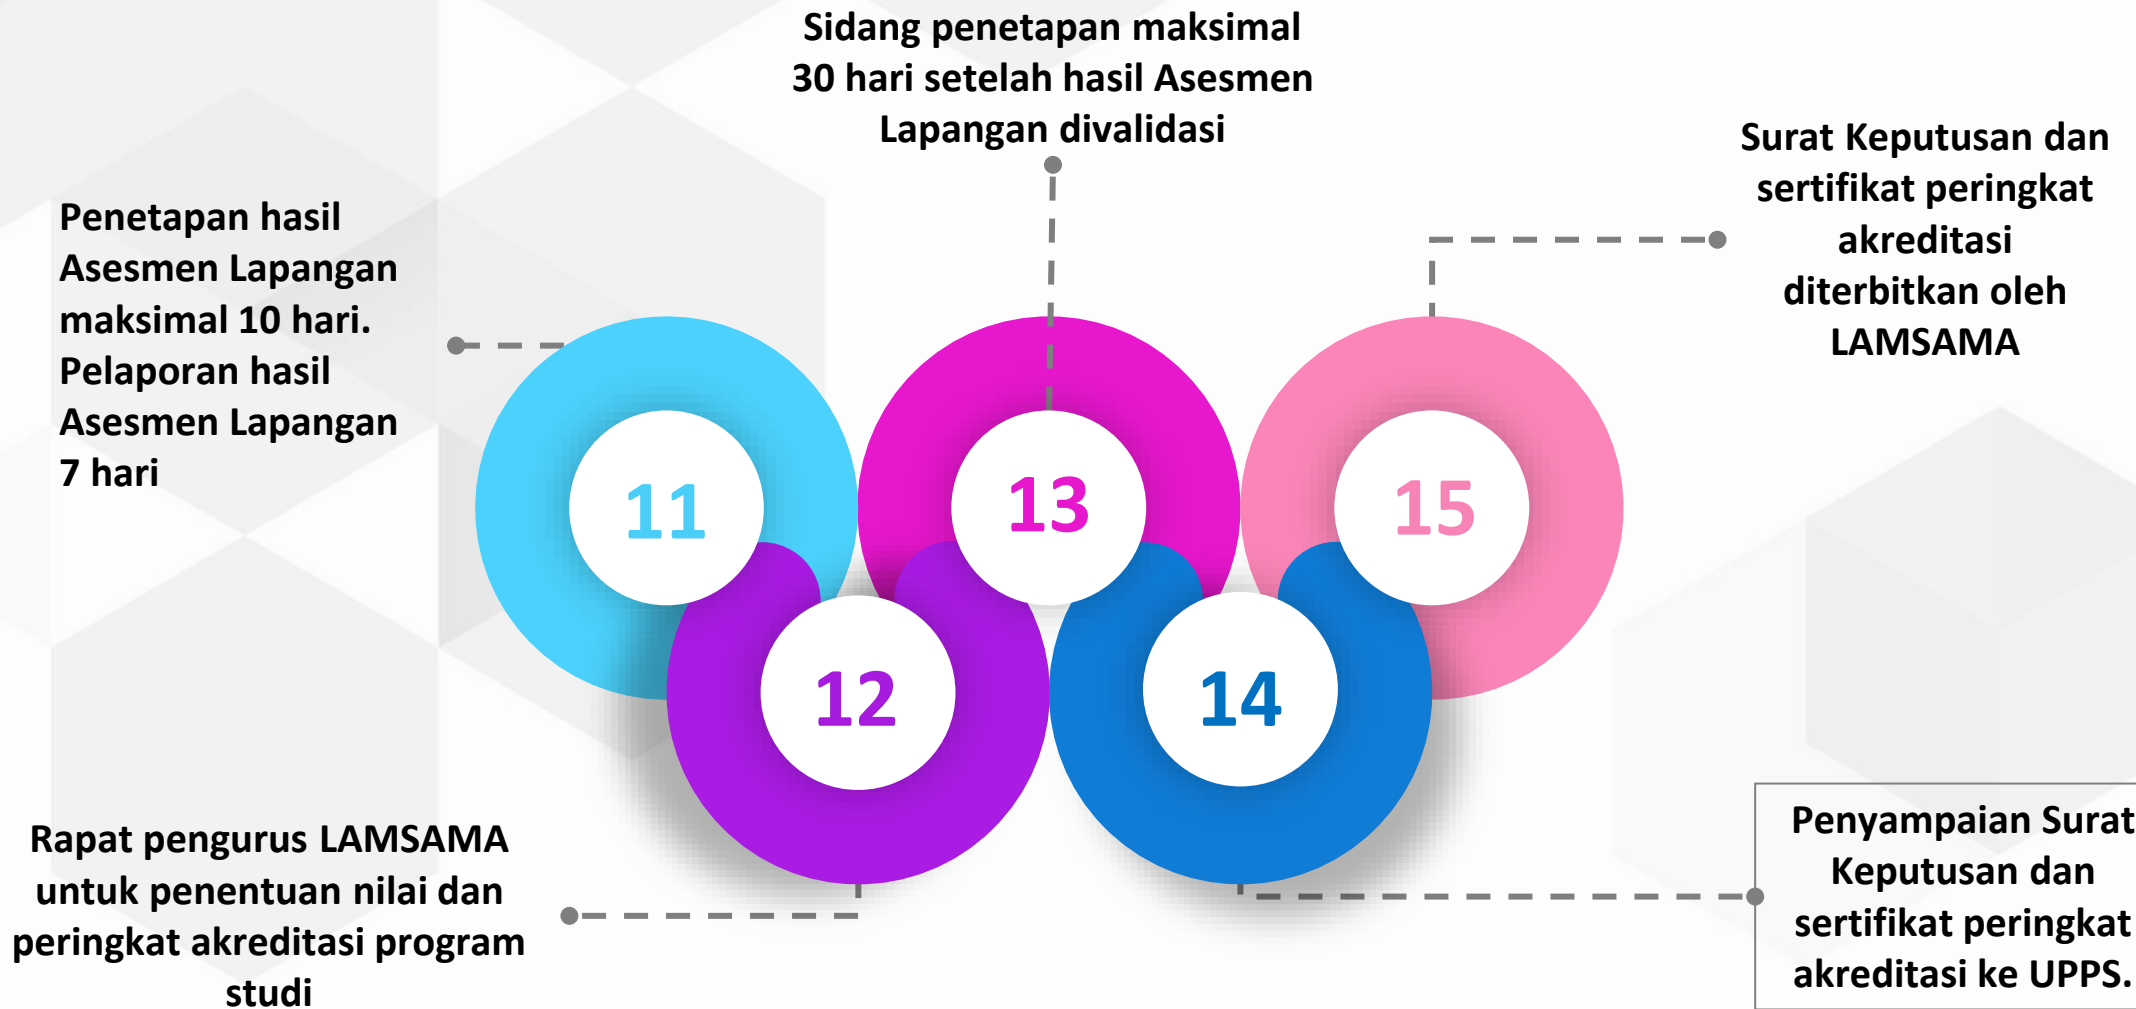 Sidang penetapan maksimal
30 hari setelah hasil Asesmen
Lapangan divalidasi
Surat Keputusan dan
sertifikat peringkat
akreditasi
diterbitkan oleh
LAMSAMA
Penetapan hasil
Asesmen Lapangan
maksimal 10 hari.
Pelaporan hasil
Asesmen Lapangan
7 hari
11
13
15
12
14
Rapat pengurus LAMSAMA
untuk penentuan nilai dan
peringkat akreditasi program
studi
Penyampaian Surat
Keputusan dan
sertifikat peringkat
akreditasi ke UPPS.